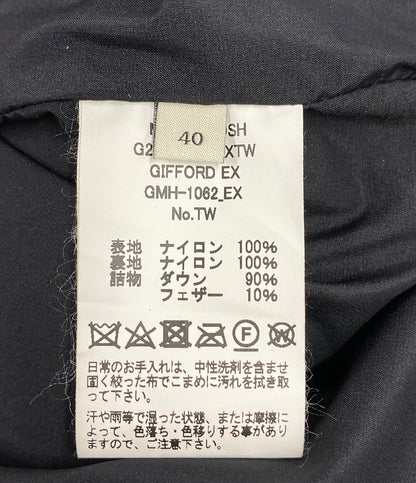 40
GIFFORD EX
GMH-1062_EX
No.TW
表地 ナイロン 100%
裏地 ナイロン 100%
詰物 ダウン 90%
フェザー 10%
F W
日常のお手入れは、中性洗剤を含ませ
固く絞った布でこまめに汚れを拭き取
って下さい。
汗や雨等で湿った状態、または摩擦に
よって、色落ち・色移りする事があり
ますので、ご注意下さい。